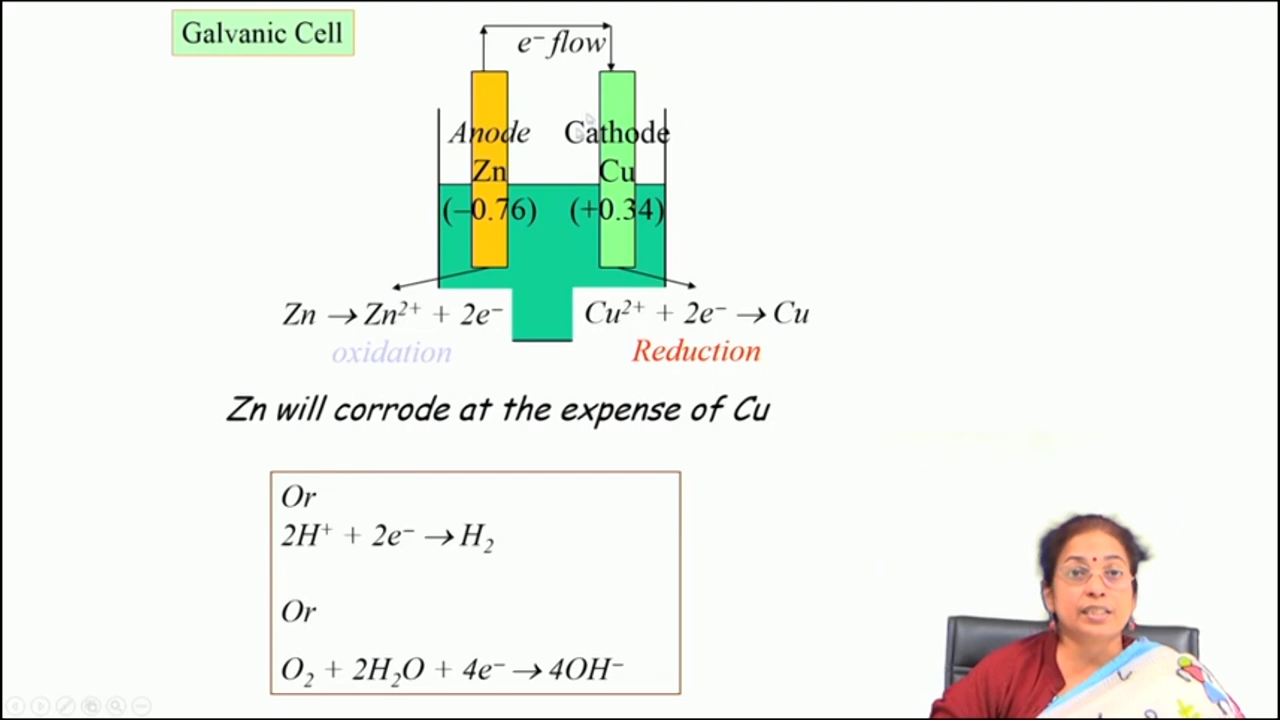 Galvanic Cell
e⁻ flow
Anode Cathode
Zn Cu
(–0.76) (+0.34)
Zn → Zn²⁺ + 2e⁻ Cu²⁺ + 2e⁻ → Cu
oxidation Reduction
Zn will corrode at the expense of Cu
Or
2H⁺ + 2e⁻ → H₂
Or
O₂ + 2H₂O + 4e⁻ → 4OH⁻